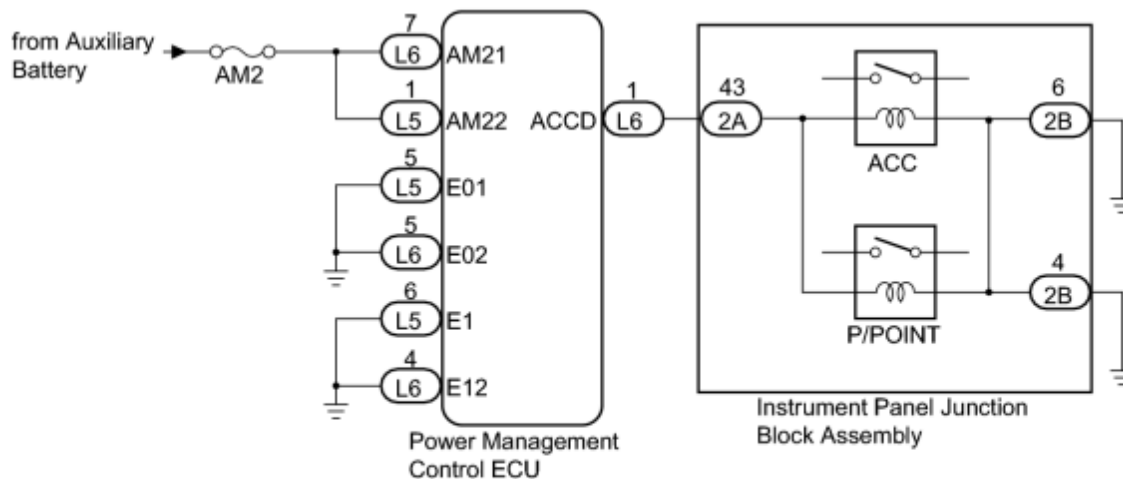 from Auxiliary
Battery
AM2
7
L6 AM21
1
L5 AM22
5
L5 E01
5
L6 E02
6
L5 E1
4
L6 E12
ACCD
1
L6
Power Management
Control ECU
43
2A
ACC
P/POINT
6
2B
4
2B
Instrument Panel Junction
Block Assembly